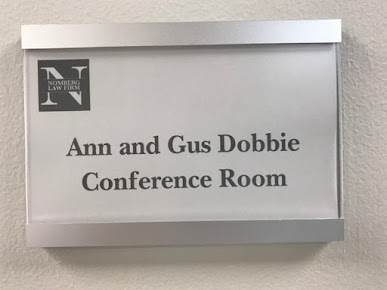 N
NOMBERG
LAW FIRM
Ann and Gus Dobbie
Conference Room